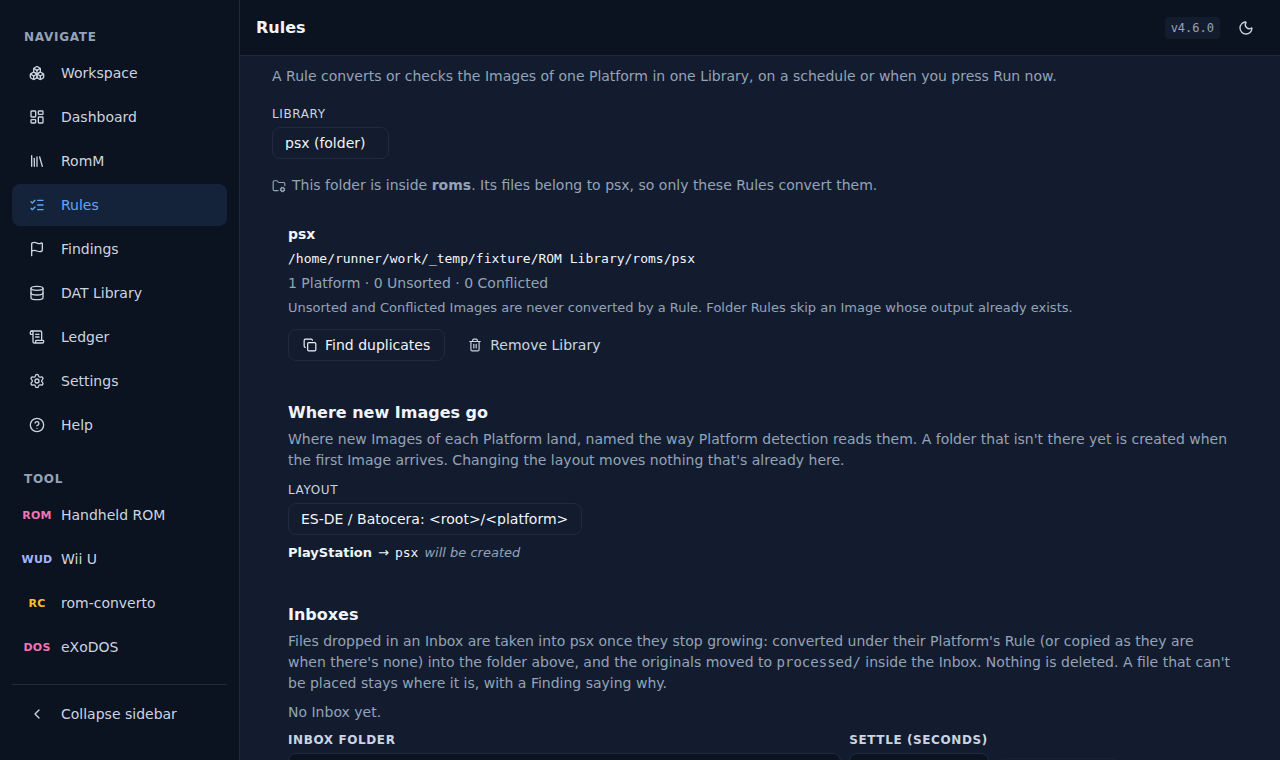 NAVIGATE
Workspace
Dashboard
RomM
Rules
Findings
DAT Library
Ledger
Settings
Help
TOOL
ROM Handheld ROM
WUD Wii U
RC rom-converto
DOS eXoDOS
Collapse sidebar
Rules
v4.6.0
A Rule converts or checks the Images of one Platform in one Library, on a schedule or when you press Run now.
LIBRARY
psx (folder)
This folder is inside roms. Its files belong to psx, so only these Rules convert them.
psx
/home/runner/work/_temp/fixture/ROM Library/roms/psx
1 Platform · 0 Unsorted · 0 Conflicted
Unsorted and Conflicted Images are never converted by a Rule. Folder Rules skip an Image whose output already exists.
Find duplicates
Remove Library
Where new Images go
Where new Images of each Platform land, named the way Platform detection reads them. A folder that isn't there yet is created when
the first Image arrives. Changing the layout moves nothing that's already here.
LAYOUT
ES-DE / Batocera: <root>/<platform>
PlayStation → psx will be created
Inboxes
Files dropped in an Inbox are taken into psx once they stop growing: converted under their Platform's Rule (or copied as they are
when there's none) into the folder above, and the originals moved to processed/ inside the Inbox. Nothing is deleted. A file that can't
be placed stays where it is, with a Finding saying why.
No Inbox yet.
INBOX FOLDER
SETTLE (SECONDS)